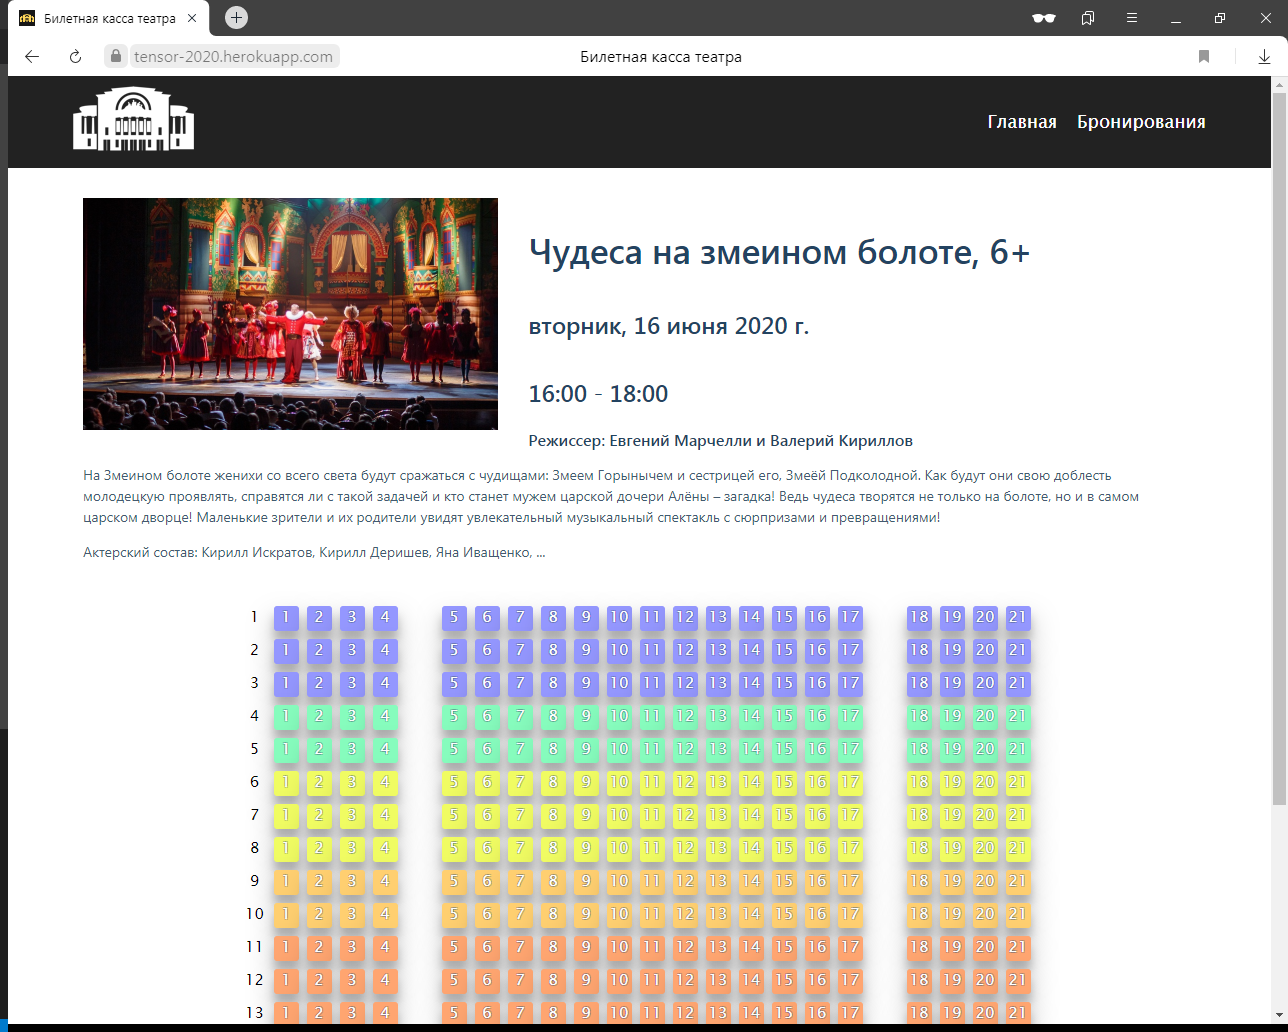 Билетная касса театра
tensor-2020.herokuapp.com
Билетная касса театра
Главная Бронирования
Чудеса на змеином болоте, 6+
вторник, 16 июня 2020 г.
16:00 - 18:00
Режиссер: Евгений Марчелли и Валерий Кириллов
На Змеином болоте женихи со всего света будут сражаться с чудищами: Змеем Горынычем и сестрицей его, Змеёй Подколодной. Как будут они свою доблесть
молодецкую проявлять, справятся ли с такой задачей и кто станет мужем царской дочери Алёны – загадка! Ведь чудеса творятся не только на болоте, но и в самом
царском дворце! Маленькие зрители и их родители увидят увлекательный музыкальный спектакль с сюрпризами и превращениями!
Актерский состав: Кирилл Искратов, Кирилл Деришев, Яна Иващенко, ...
1 1 2 3 4 5 6 7 8 9 10 11 12 13 14 15 16 17 18 19 20 21
2 1 2 3 4 5 6 7 8 9 10 11 12 13 14 15 16 17 18 19 20 21
3 1 2 3 4 5 6 7 8 9 10 11 12 13 14 15 16 17 18 19 20 21
4 1 2 3 4 5 6 7 8 9 10 11 12 13 14 15 16 17 18 19 20 21
5 1 2 3 4 5 6 7 8 9 10 11 12 13 14 15 16 17 18 19 20 21
6 1 2 3 4 5 6 7 8 9 10 11 12 13 14 15 16 17 18 19 20 21
7 1 2 3 4 5 6 7 8 9 10 11 12 13 14 15 16 17 18 19 20 21
8 1 2 3 4 5 6 7 8 9 10 11 12 13 14 15 16 17 18 19 20 21
9 1 2 3 4 5 6 7 8 9 10 11 12 13 14 15 16 17 18 19 20 21
10 1 2 3 4 5 6 7 8 9 10 11 12 13 14 15 16 17 18 19 20 21
11 1 2 3 4 5 6 7 8 9 10 11 12 13 14 15 16 17 18 19 20 21
12 1 2 3 4 5 6 7 8 9 10 11 12 13 14 15 16 17 18 19 20 21
13 1 2 3 4 5 6 7 8 9 10 11 12 13 14 15 16 17 18 19 20 21